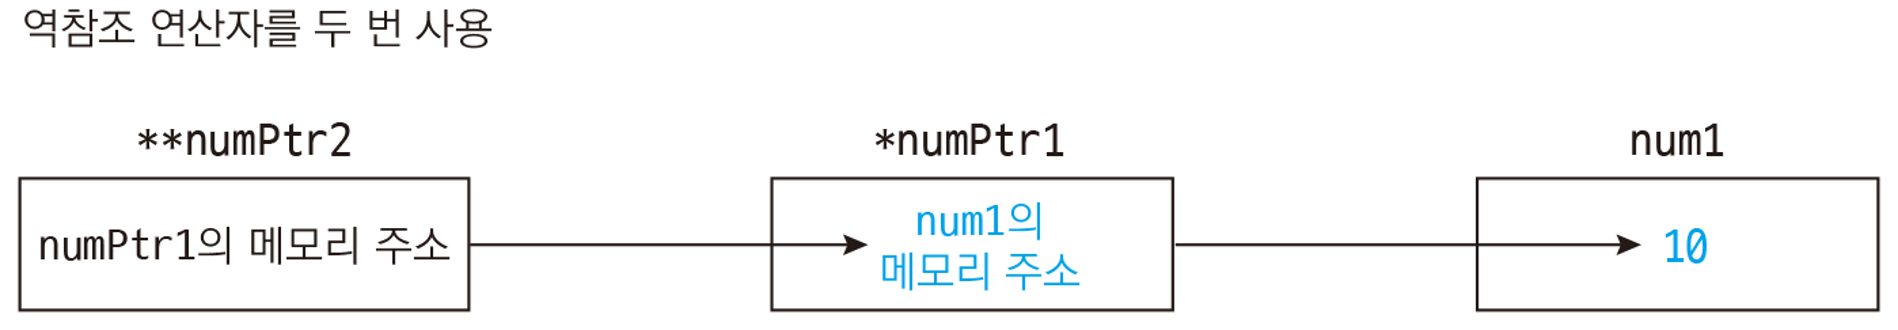 역참조 연산자를 두 번 사용
**numPtr2
*numPtr1
num1
numPtr1의 메모리 주소
num1의
메모리 주소
10